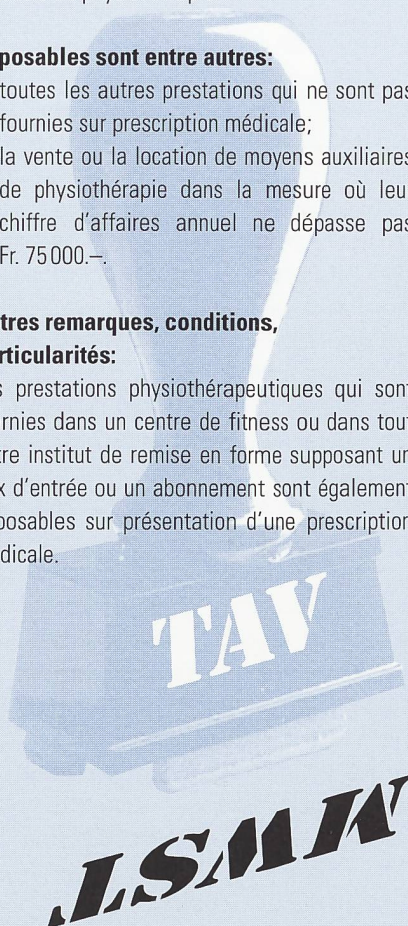 posables sont entre autres:
toutes les autres prestations qui ne sont pas
fournies sur prescription médicale;
la vente ou la location de moyens auxiliaires
de physiothérapie dans la mesure où leu
chiffre d'affaires annuel ne dépasse pas
Fr. 75 000.–.
tres remarques, conditions,
rticularités:
s prestations physiothérapeutiques qui sont
urnies dans un centre de fitness ou dans tout
tre institut de remise en forme supposant un
x d'entrée ou un abonnement sont également
posables sur présentation d'une prescription
dicale.
TAV
MWST